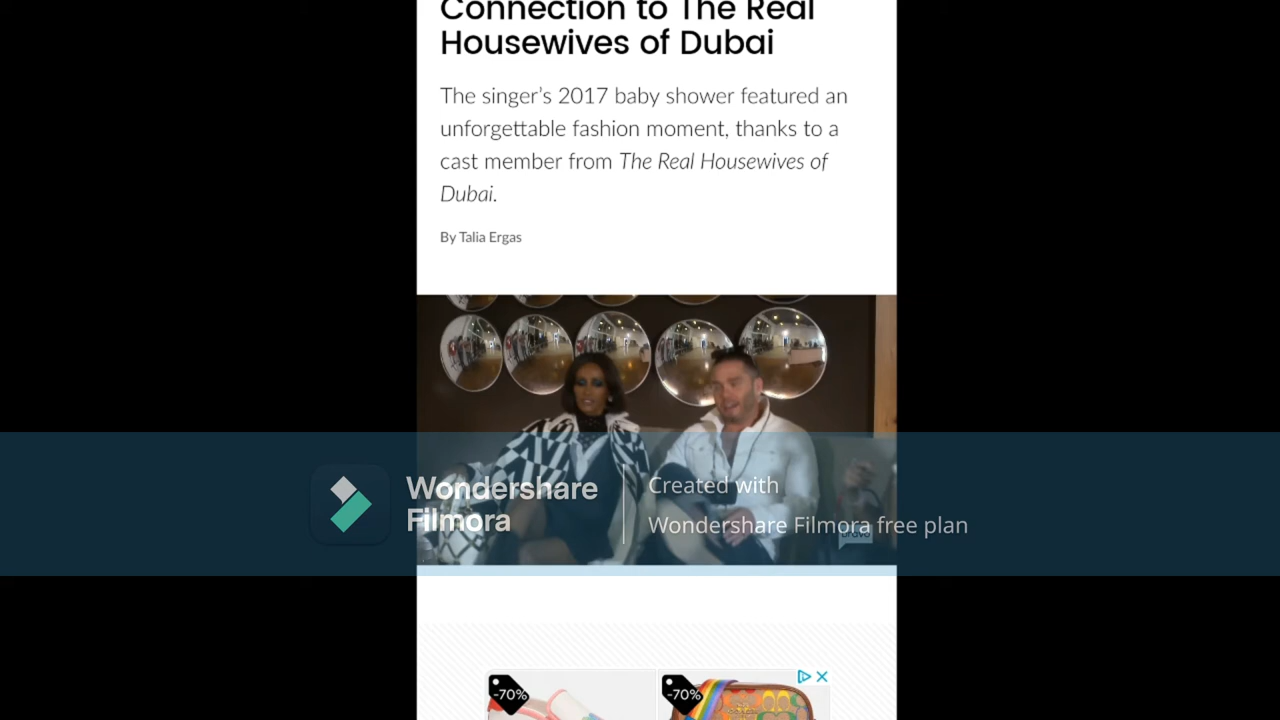 Connection to The Real
Housewives of Dubai
The singer's 2017 baby shower featured an
unforgettable fashion moment, thanks to a
cast member from The Real Housewives of
Dubai.
By Talia Ergas
Wondershare
Filmora
Created with
Wondershare Filmora free plan
bravo
-70%
-70%